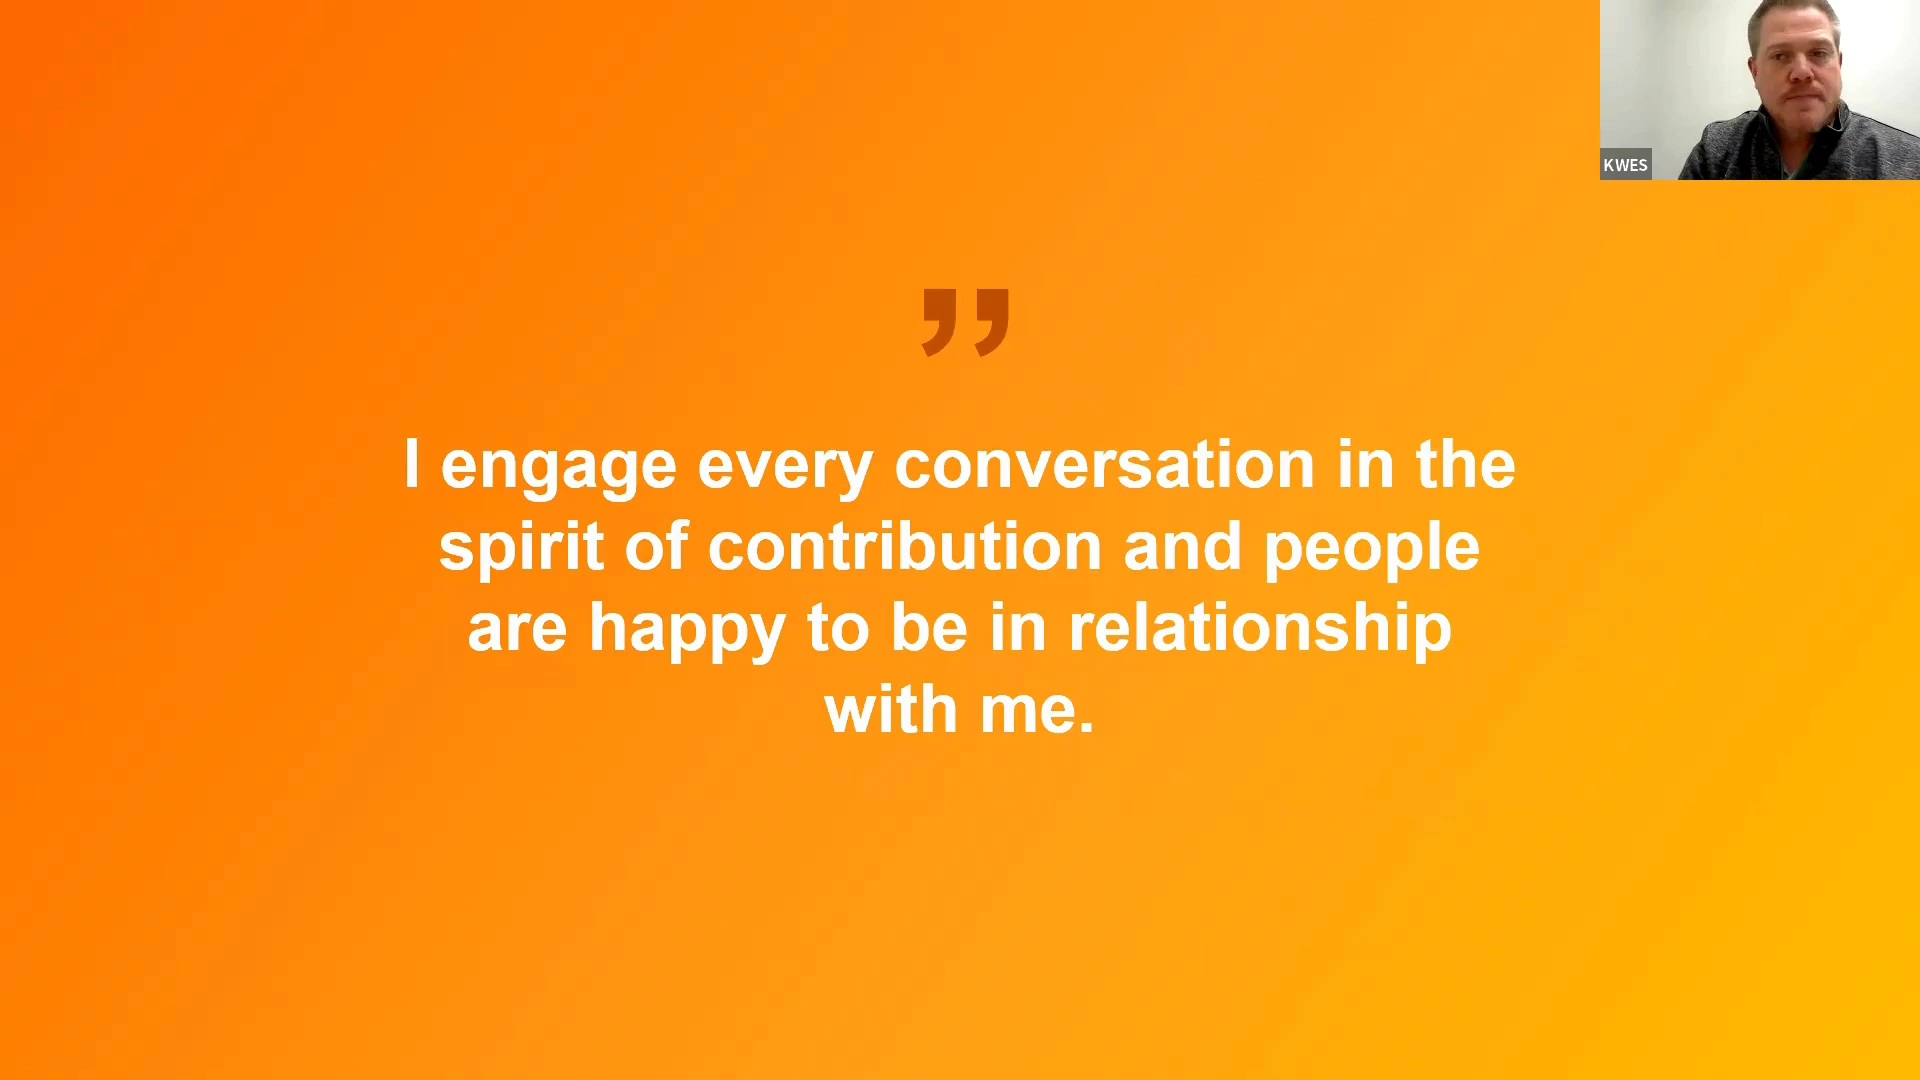 KWES
”
I engage every conversation in the
spirit of contribution and people
are happy to be in relationship
with me.